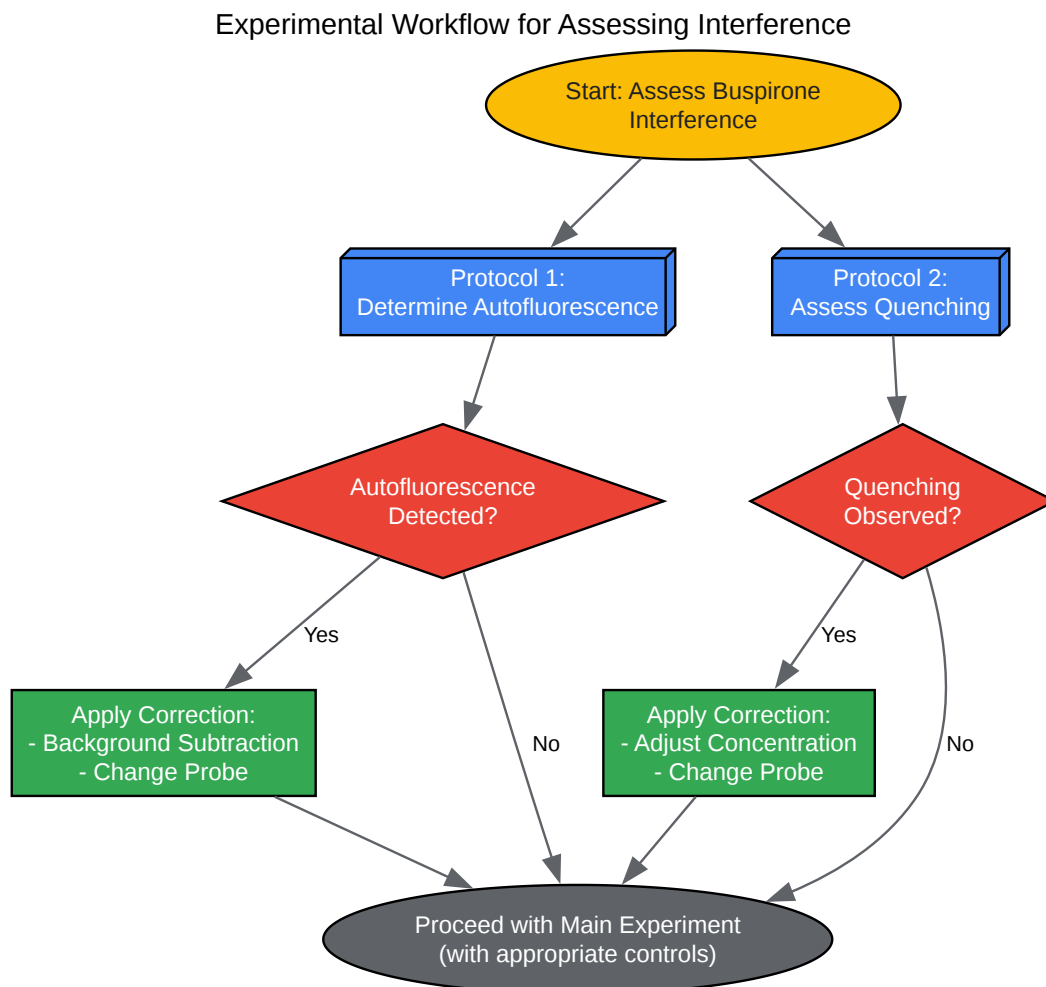 Experimental Workflow for Assessing Interference
Start: Assess Buspirone
Interference
Protocol 1:
Determine Autofluorescence
Protocol 2:
Assess Quenching
Autofluorescence
Detected?
Quenching
Observed?
Yes
Yes
Apply Correction:
- Background Subtraction
- Change Probe
No
Apply Correction:
- Adjust Concentration
- Change Probe
No
Proceed with Main Experiment
(with appropriate controls)